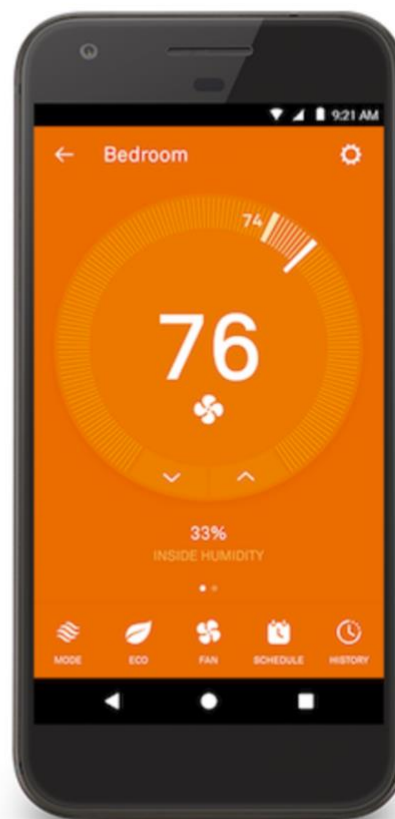 9:21 AM
Bedroom
74
76
33%
INSIDE HUMIDITY
MODE ECO FAN SCHEDULE HISTORY